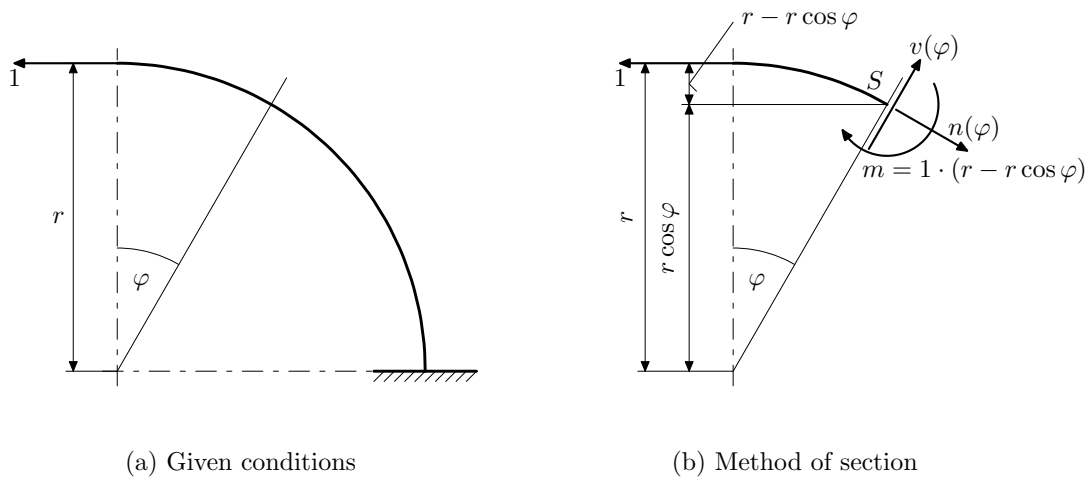 1
r
φ
(a) Given conditions
r − r cos φ
1
S
v(φ)
n(φ)
m = 1 · (r − r cos φ)
r
r cos φ
φ
(b) Method of section